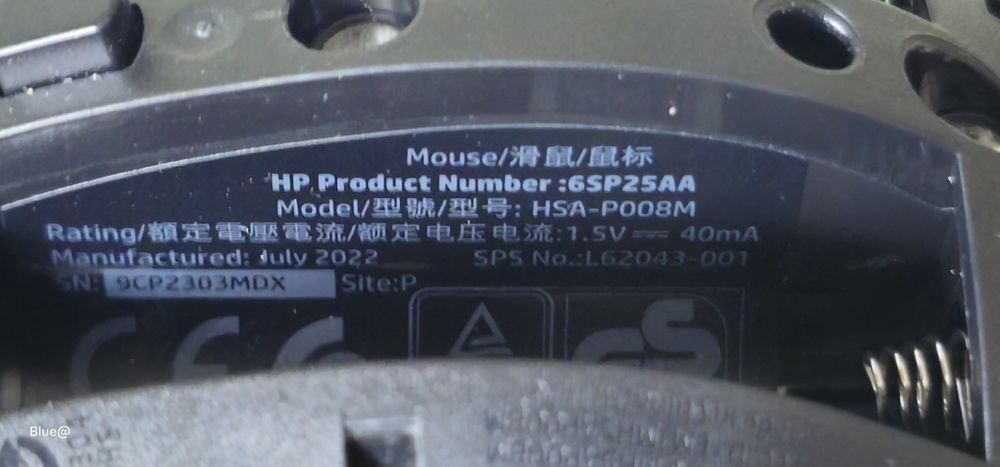 Mouse/滑鼠/鼠标
HP Product Number :6SP25AA
Model/型號/型号: HSA-P008M
Rating/額定電壓電流/额定电压电流:1.5V⎓ 40mA
Manufactured: July 2022 SPS No.:L62043-001
SN: 9CP2303MDX Site:P
CE
GS
Blue@